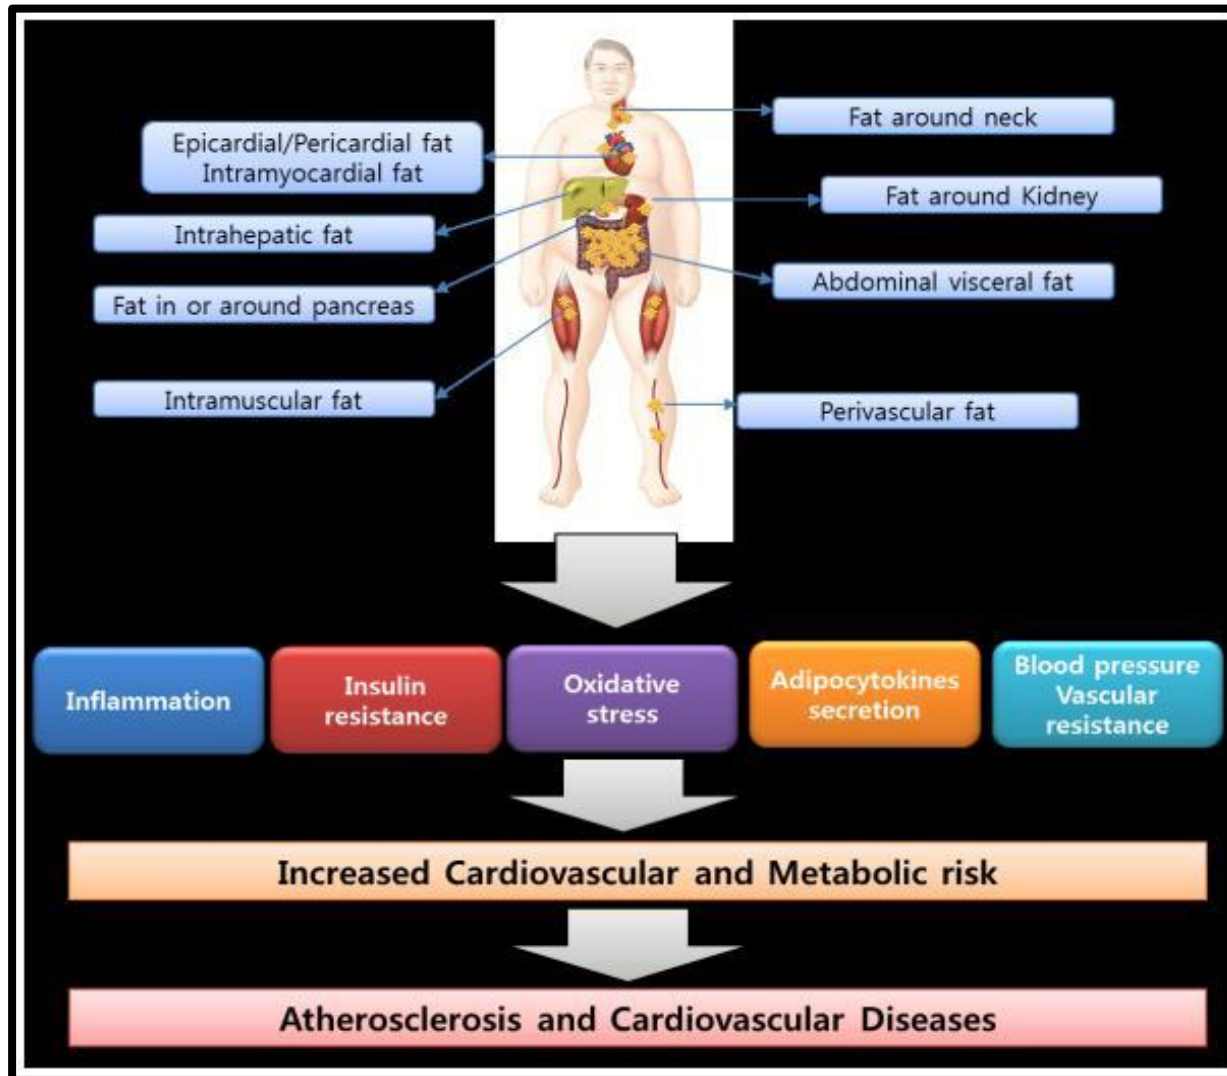 Fat around neck
Epicardial/Pericardial fat
Intramyocardial fat
Fat around Kidney
Intrahepatic fat
Abdominal visceral fat
Fat in or around pancreas
Intramuscular fat
Perivascular fat
Inflammation
Insulin
resistance
Oxidative
stress
Adipocytokines
secretion
Blood pressure
Vascular
resistance
Increased Cardiovascular and Metabolic risk
Atherosclerosis and Cardiovascular Diseases